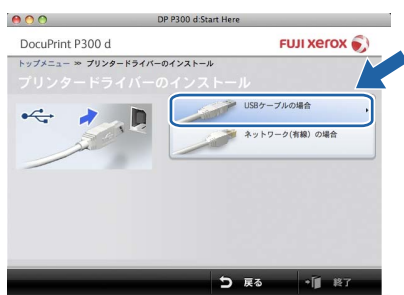 DP P300 d:Start Here
DocuPrint P300 d
FUJI XEROX
トップメニュー ≫ プリンタードライバーのインストール
プリンタードライバーのインストール
USBケーブルの場合
ネットワーク(有線) の場合
戻る
終了